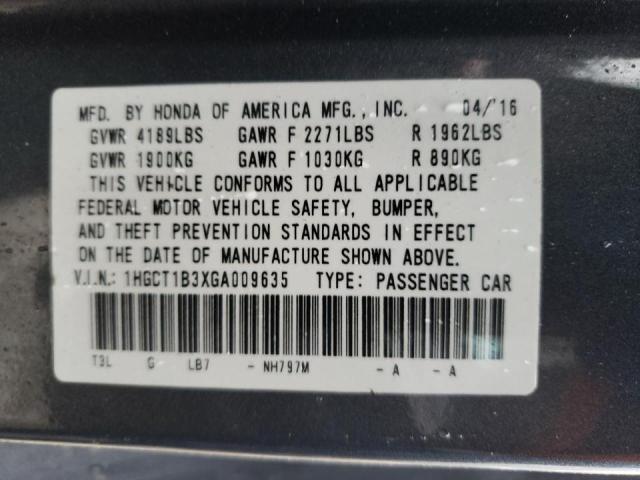 MFD. BY HONDA OF AMERICA MFG., INC. 04/'16
GVWR 4189LBS GAWR F 2271LBS R 1962LBS
GVWR 1900KG GAWR F 1030KG R 890KG
THIS VEHICLE CONFORMS TO ALL APPLICABLE
FEDERAL MOTOR VEHICLE SAFETY, BUMPER,
AND THEFT PREVENTION STANDARDS IN EFFECT
ON THE DATE OF MANUFACTURE SHOWN ABOVE.
V.I.N.: 1HGCT1B3XGA009635 TYPE: PASSENGER CAR
T3L G LB7 - NH797M - A - A